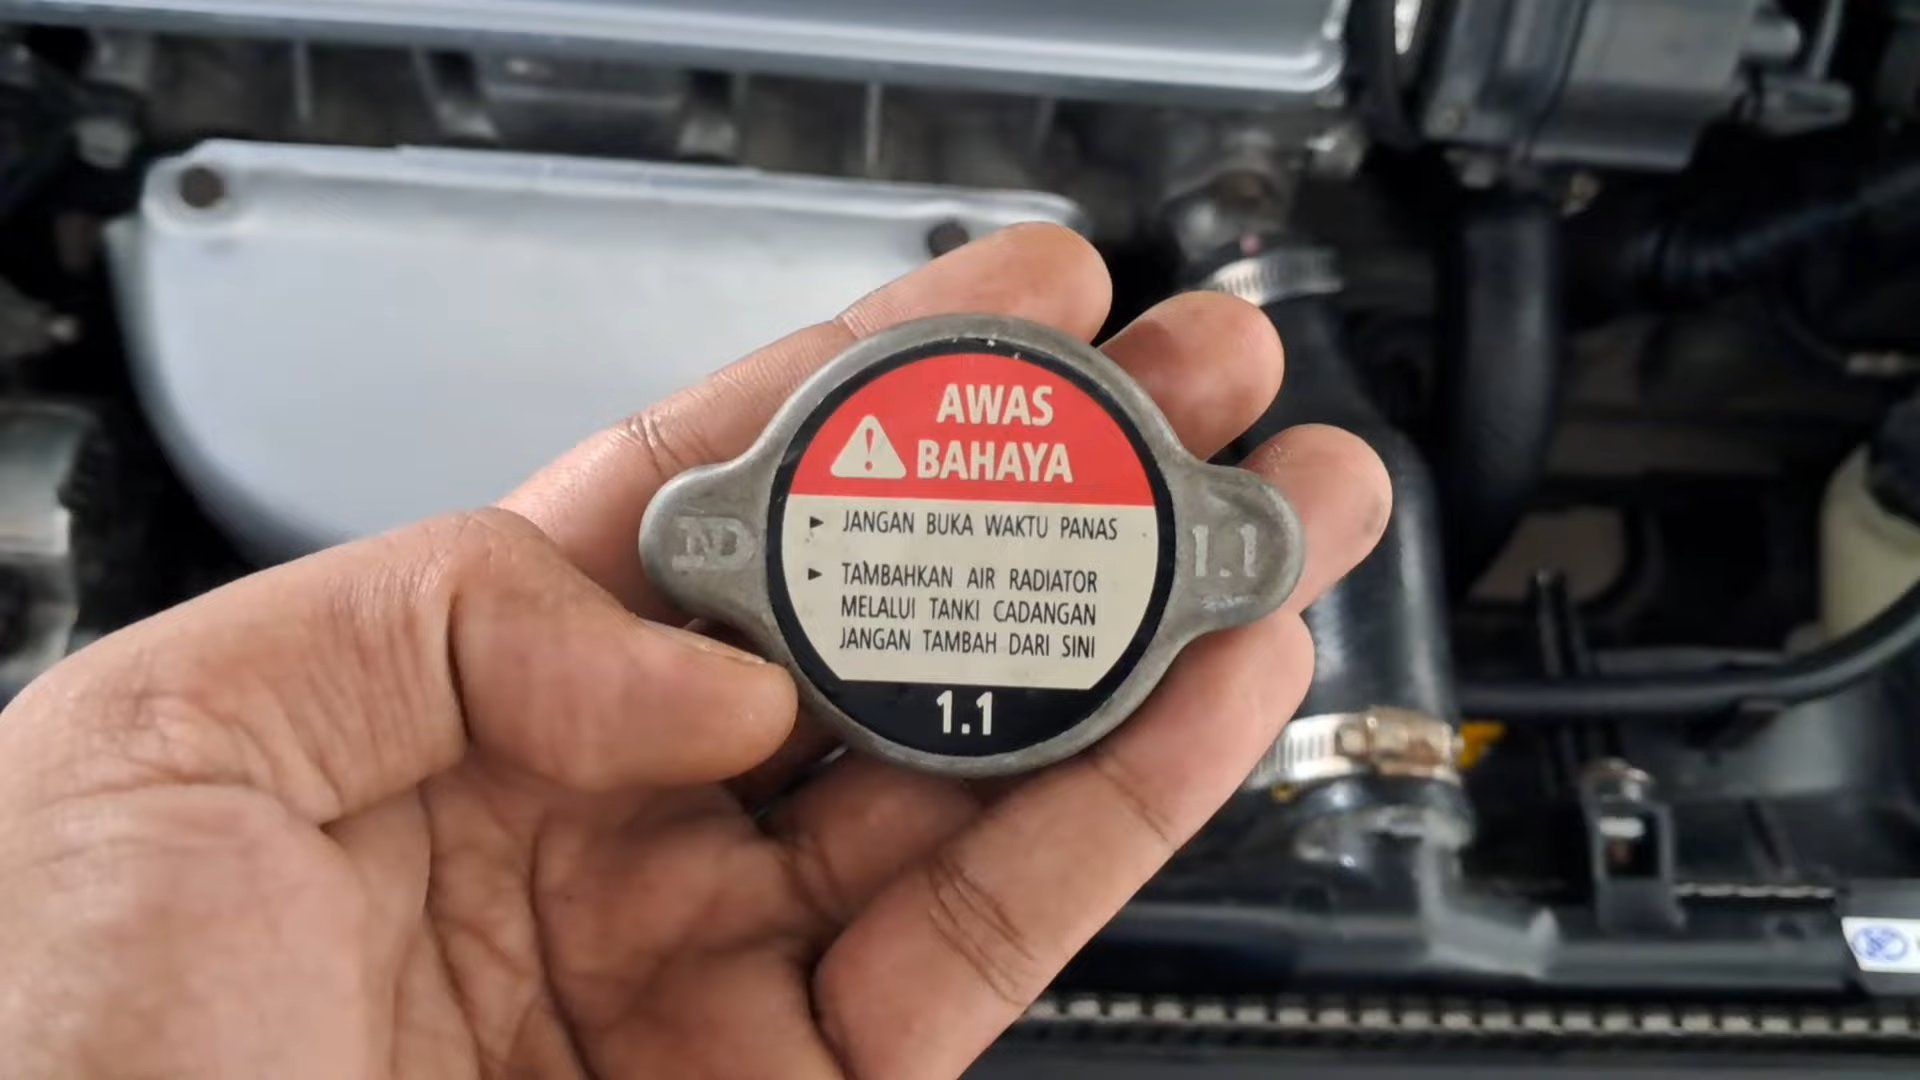 AWAS
BAHAYA
► JANGAN BUKA WAKTU PANAS
► TAMBAHKAN AIR RADIATOR
MELALUI TANKI CADANGAN
JANGAN TAMBAH DARI SINI
1.1
ND
1.1